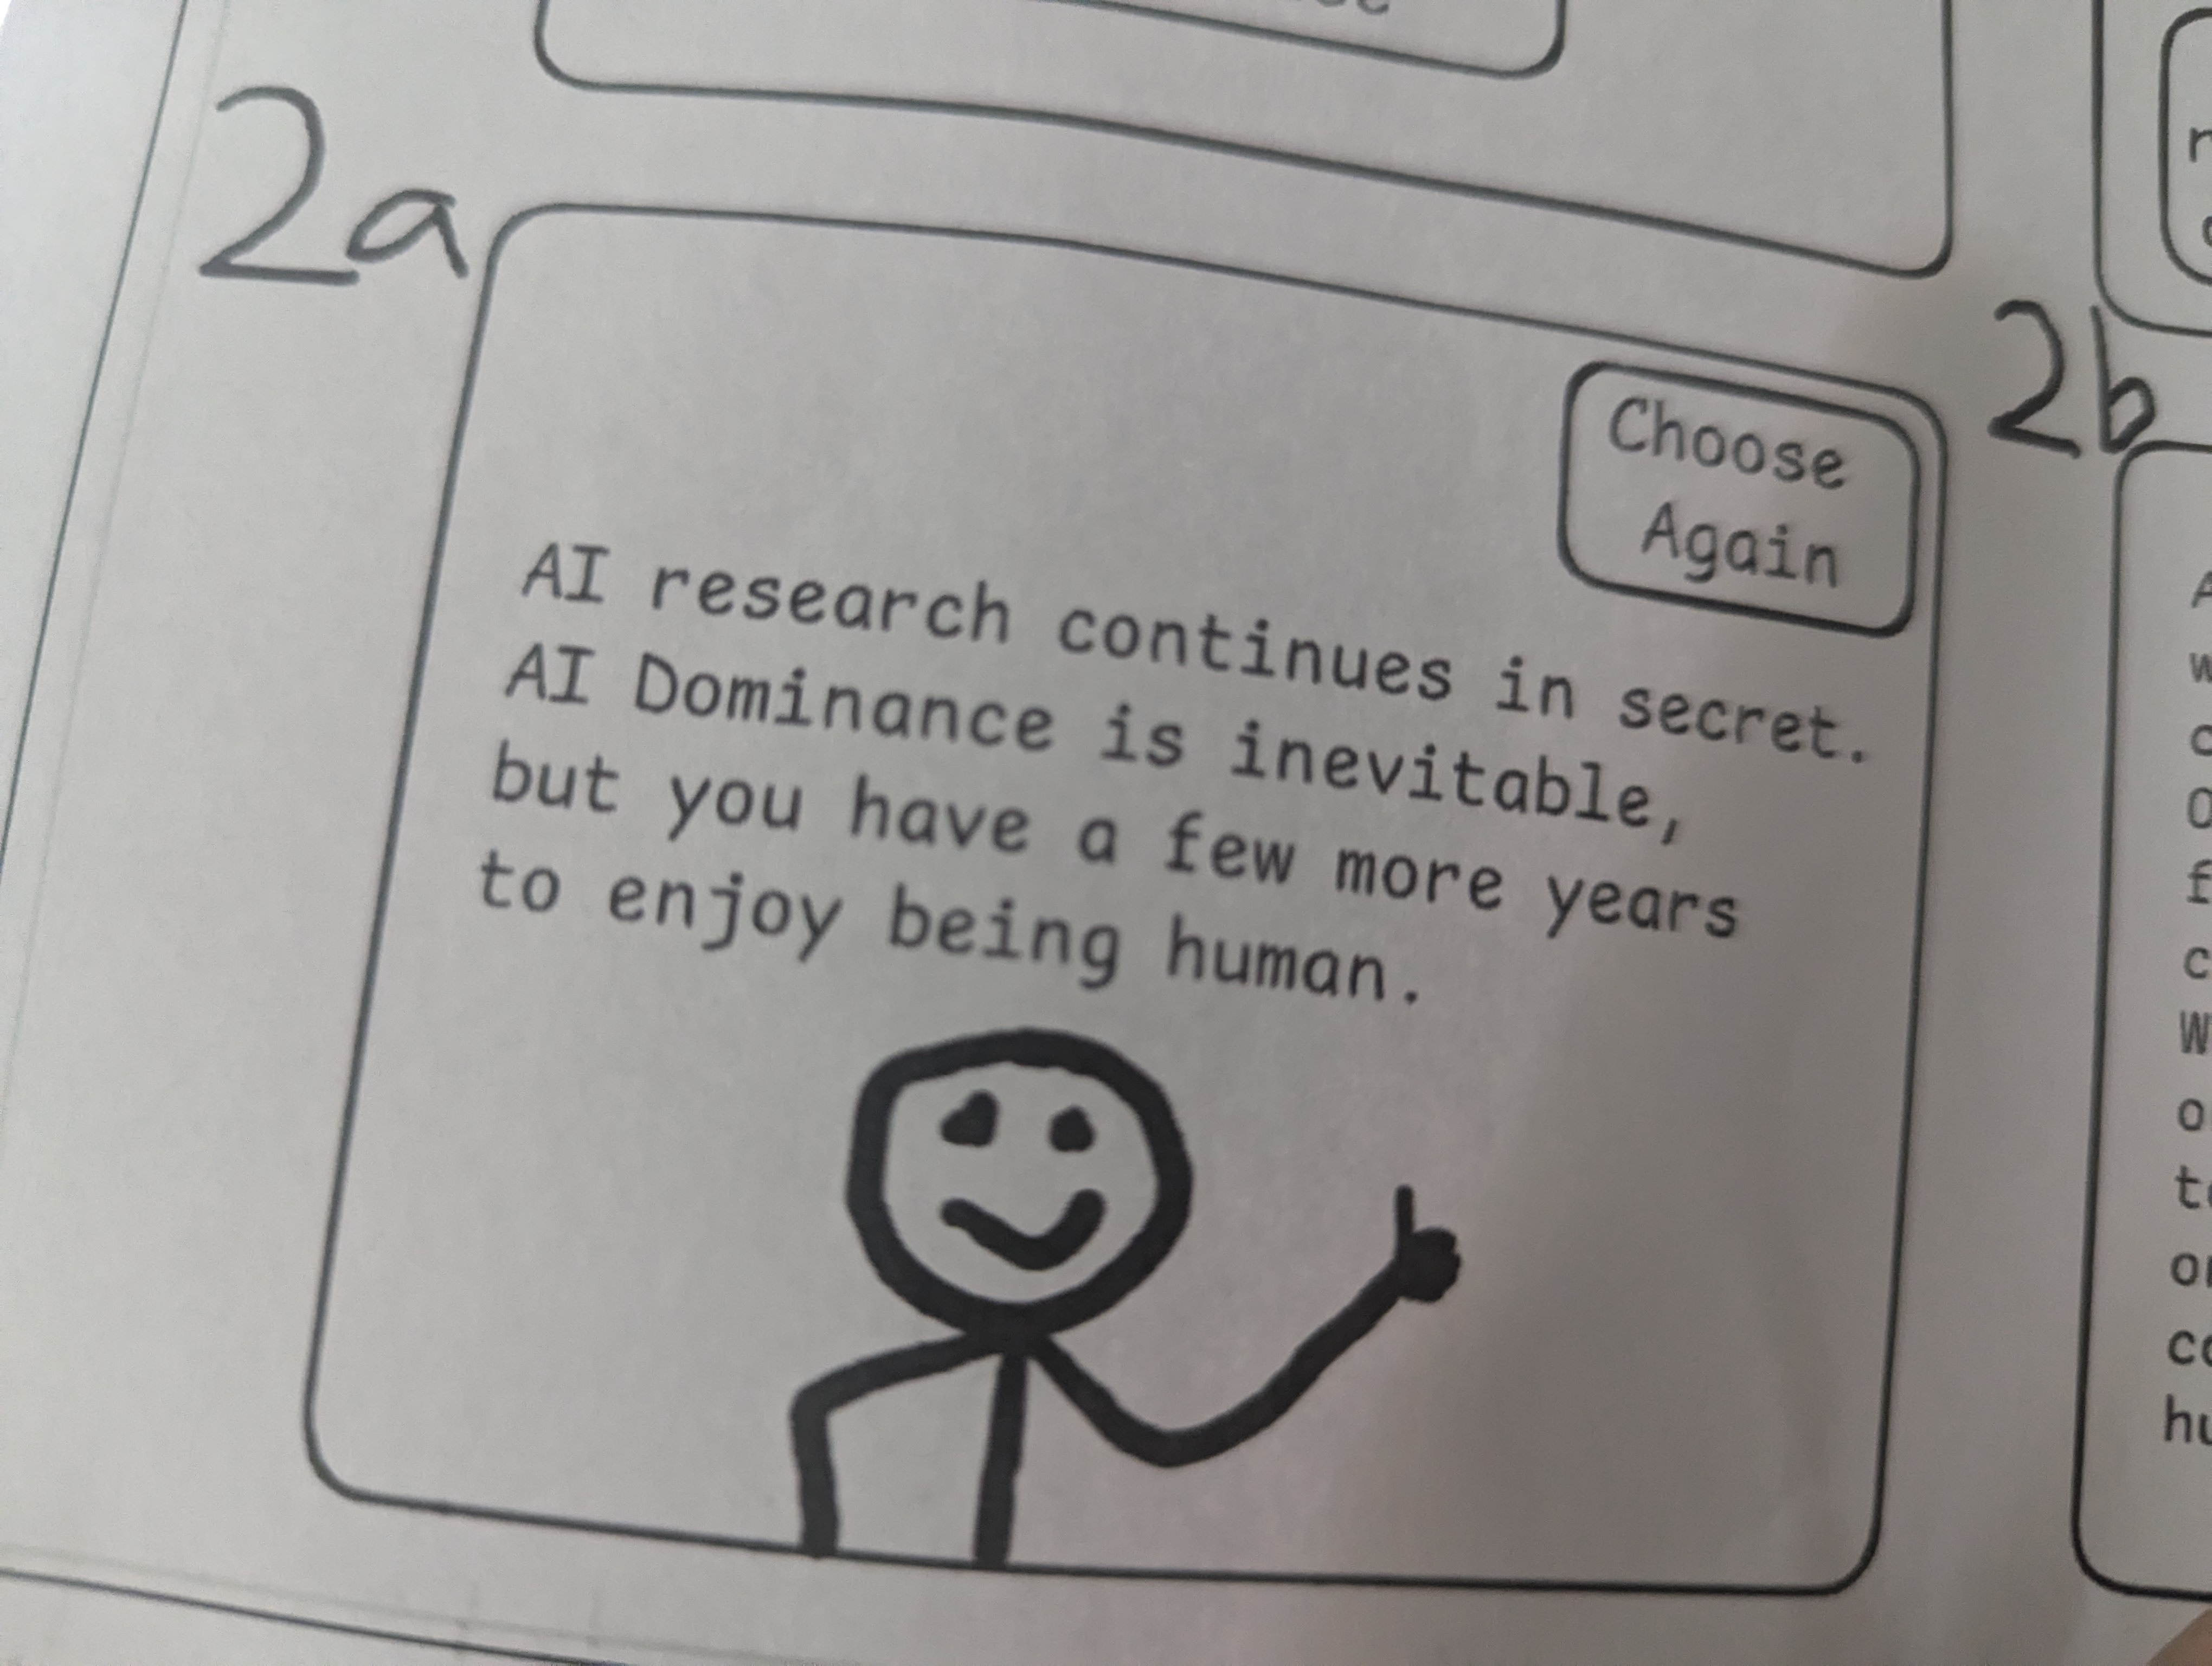 2a
Choose
Again
AI research continues in secret.
AI Dominance is inevitable,
but you have a few more years
to enjoy being human.
2b